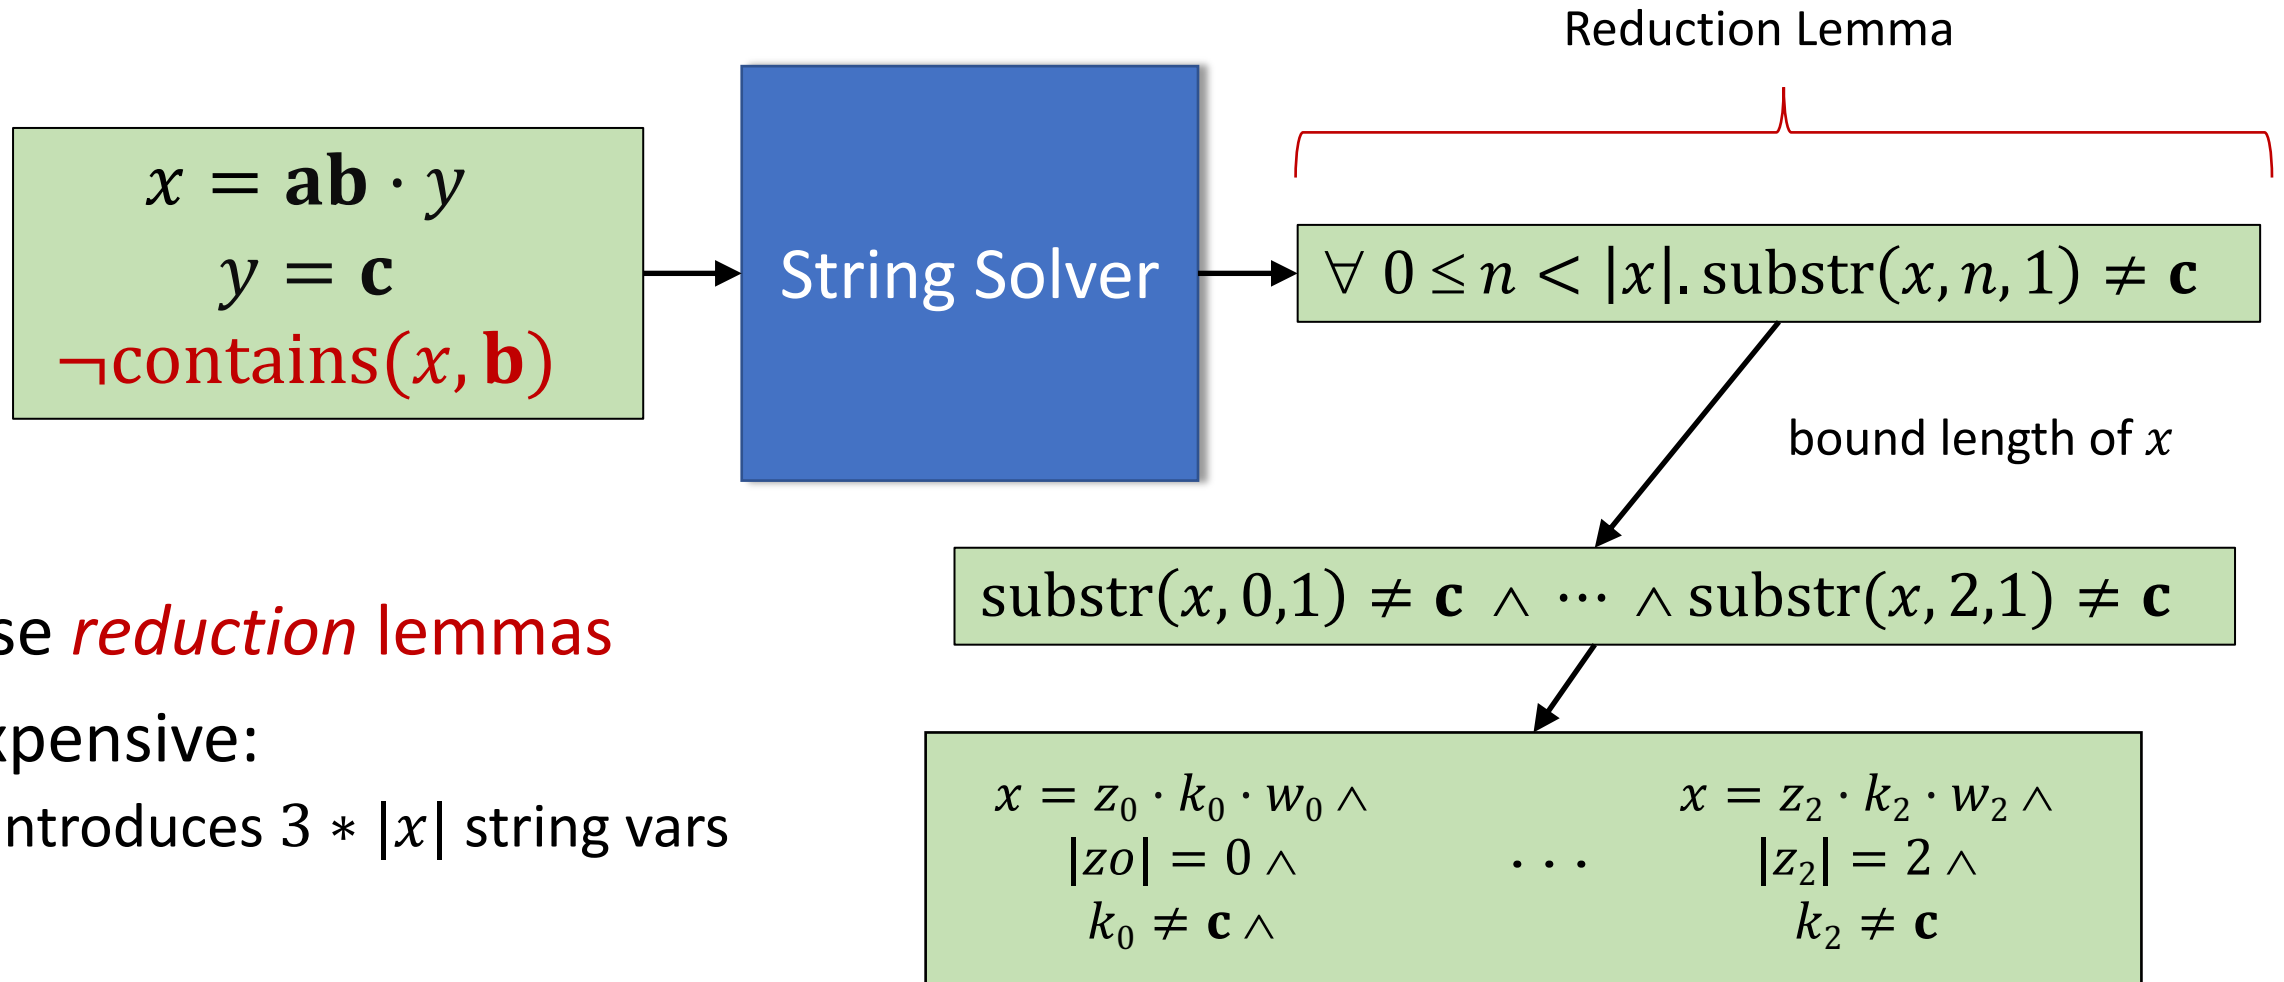 Reduction Lemma
x = ab · y
y = c
¬contains(x, b)
String Solver
∀ 0 ≤ n < |x|. substr(x, n, 1) ≠ c
bound length of x
substr(x, 0,1) ≠ c ∧ ⋯ ∧ substr(x, 2,1) ≠ c
se reduction lemmas
xpensive:
ntroduces 3 * |x| string vars
x = z₀ · k₀ · w₀ ∧
|zo| = 0 ∧
k₀ ≠ c ∧
. . .
x = z₂ · k₂ · w₂ ∧
|z₂| = 2 ∧
k₂ ≠ c